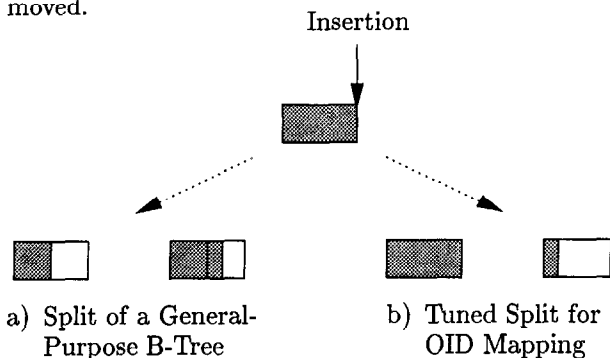 moved.
Insertion
a) Split of a General-
Purpose B-Tree
b) Tuned Split for
OID Mapping